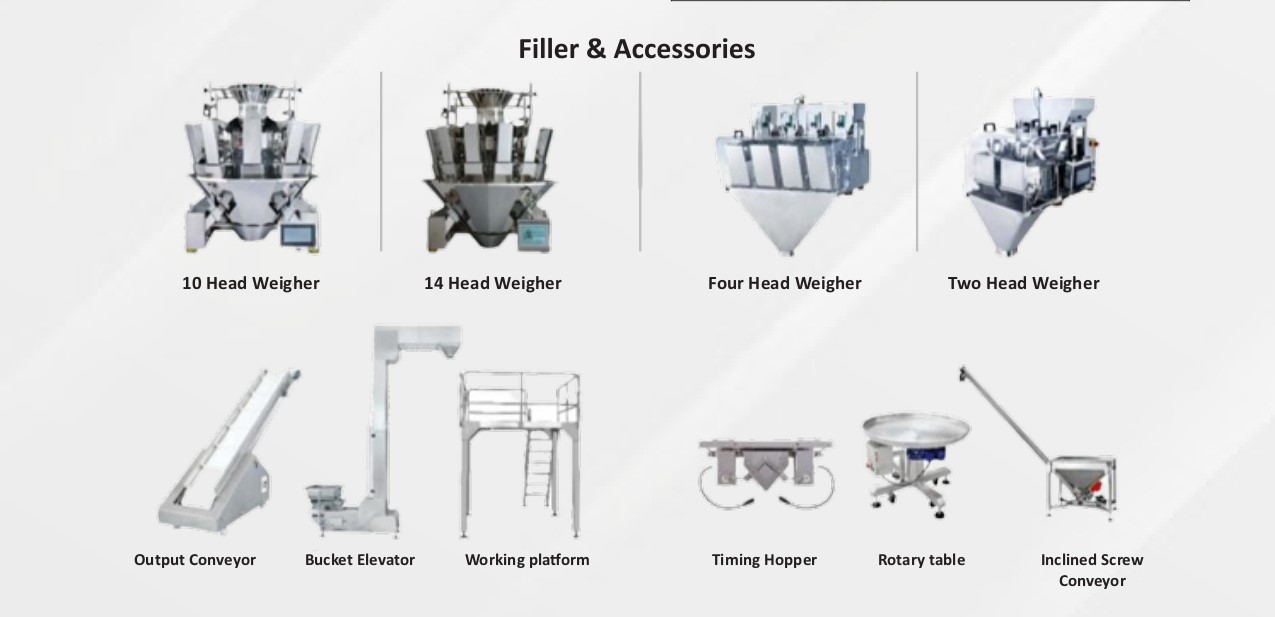 Filler & Accessories
10 Head Weigher
14 Head Weigher
Four Head Weigher
Two Head Weigher
Output Conveyor
Bucket Elevator
Working platform
Timing Hopper
Rotary table
Inclined Screw
Conveyor